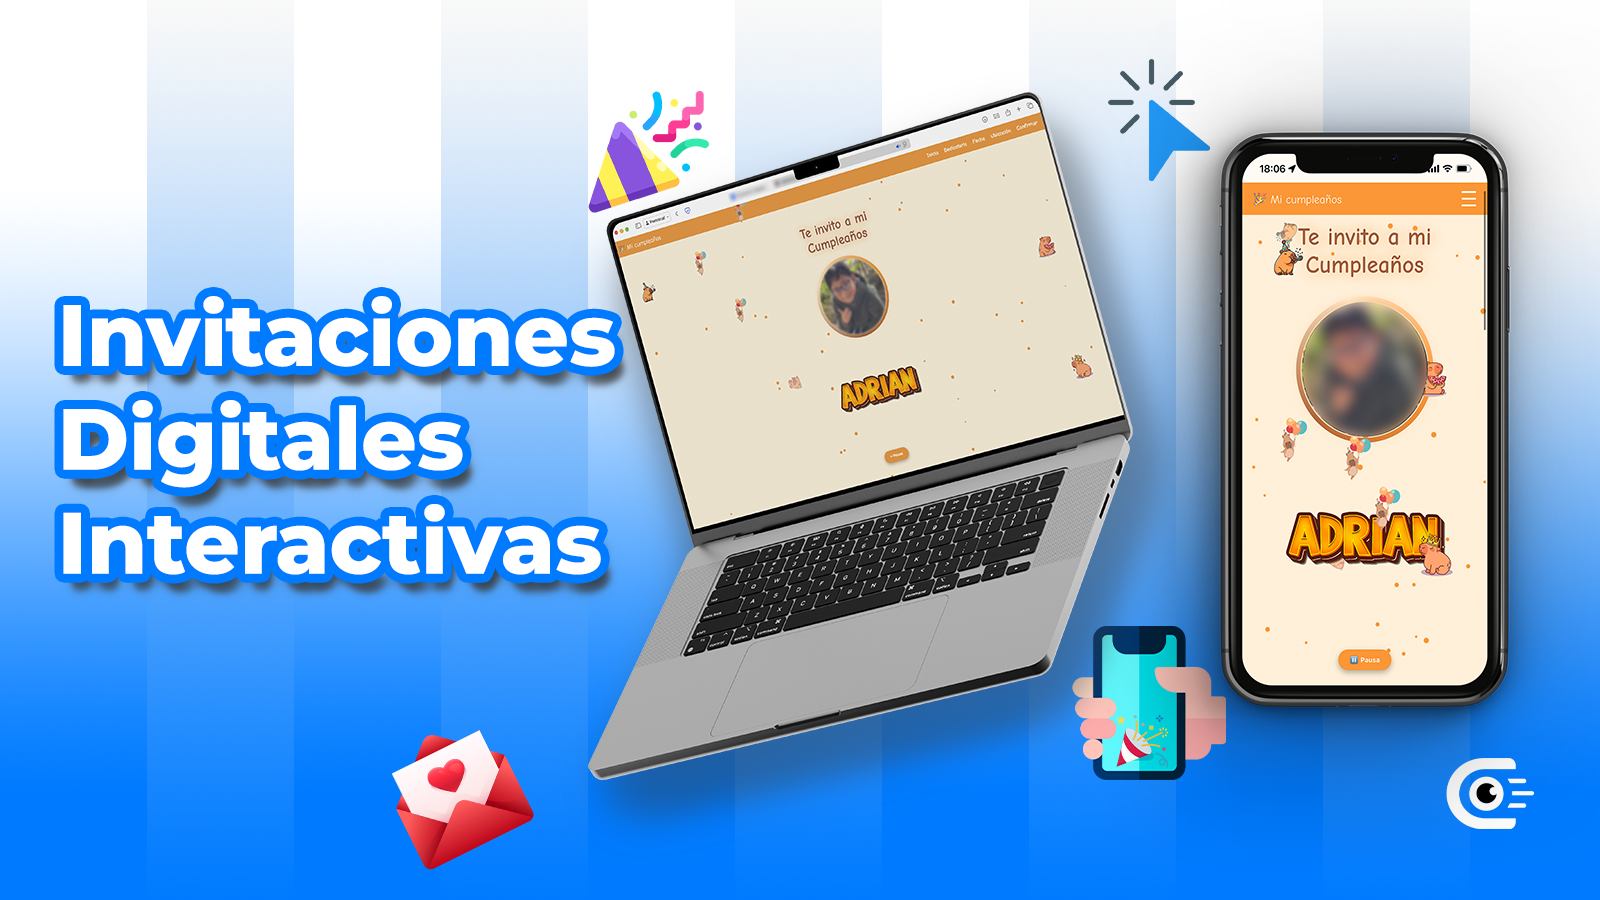 Invitaciones
Digitales
Interactivas
Mi cumpleaños
Inicio Dedicatoria Fecha Ubicación Confirmar
Te invito a mi
Cumpleaños
ADRIAN
Pausa
18:06
Mi cumpleaños
Te invito a mi
Cumpleaños
ADRIAN
Pausa